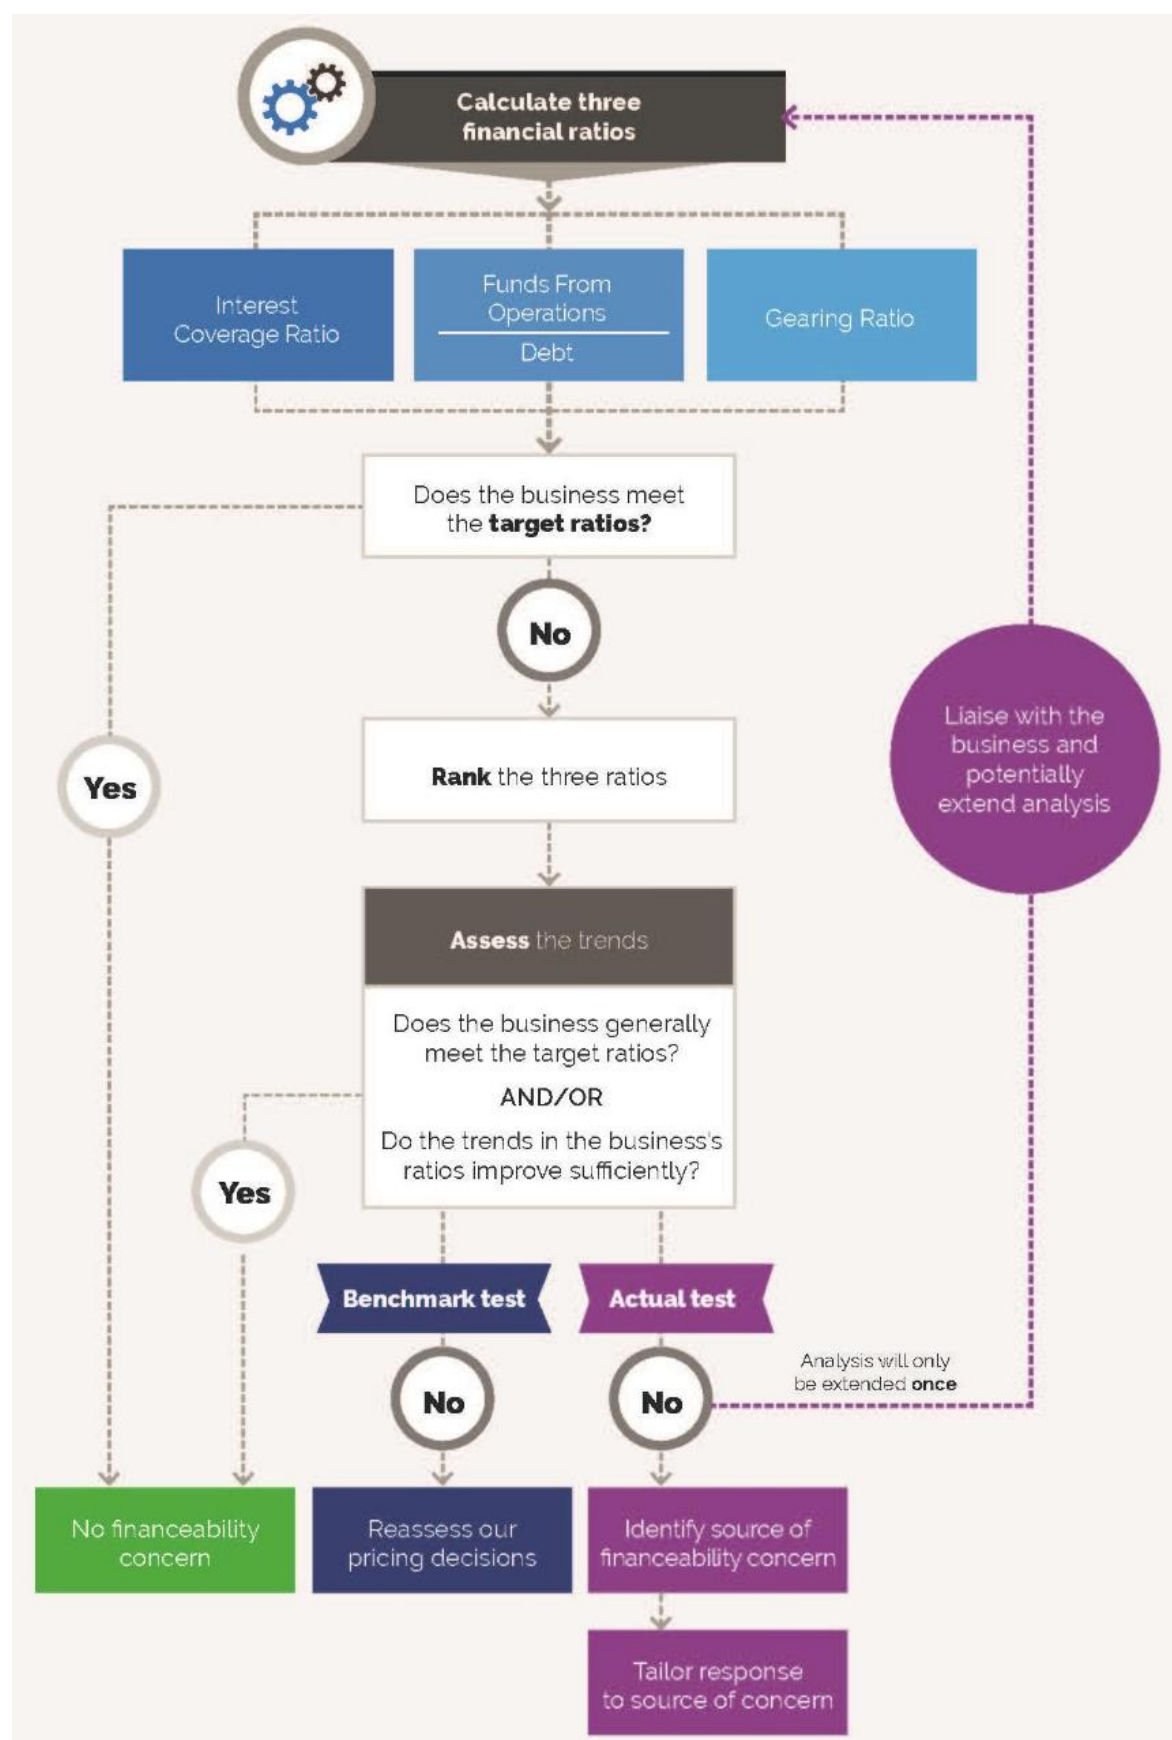 Calculate three
financial ratios
Interest
Coverage Ratio
Funds From
Operations
Debt
Gearing Ratio
Does the business meet
the target ratios?
No
Yes
Rank the three ratios
Liaise with the
business and
potentially
extend analysis
Assess the trends
Does the business generally
meet the target ratios?
AND/OR
Do the trends in the business's
ratios improve sufficiently?
Yes
Benchmark test
Actual test
No
No
Analysis will only
be extended once
No financeability
concern
Reassess our
pricing decisions
Identify source of
financeability concern
Tailor response
to source of concern